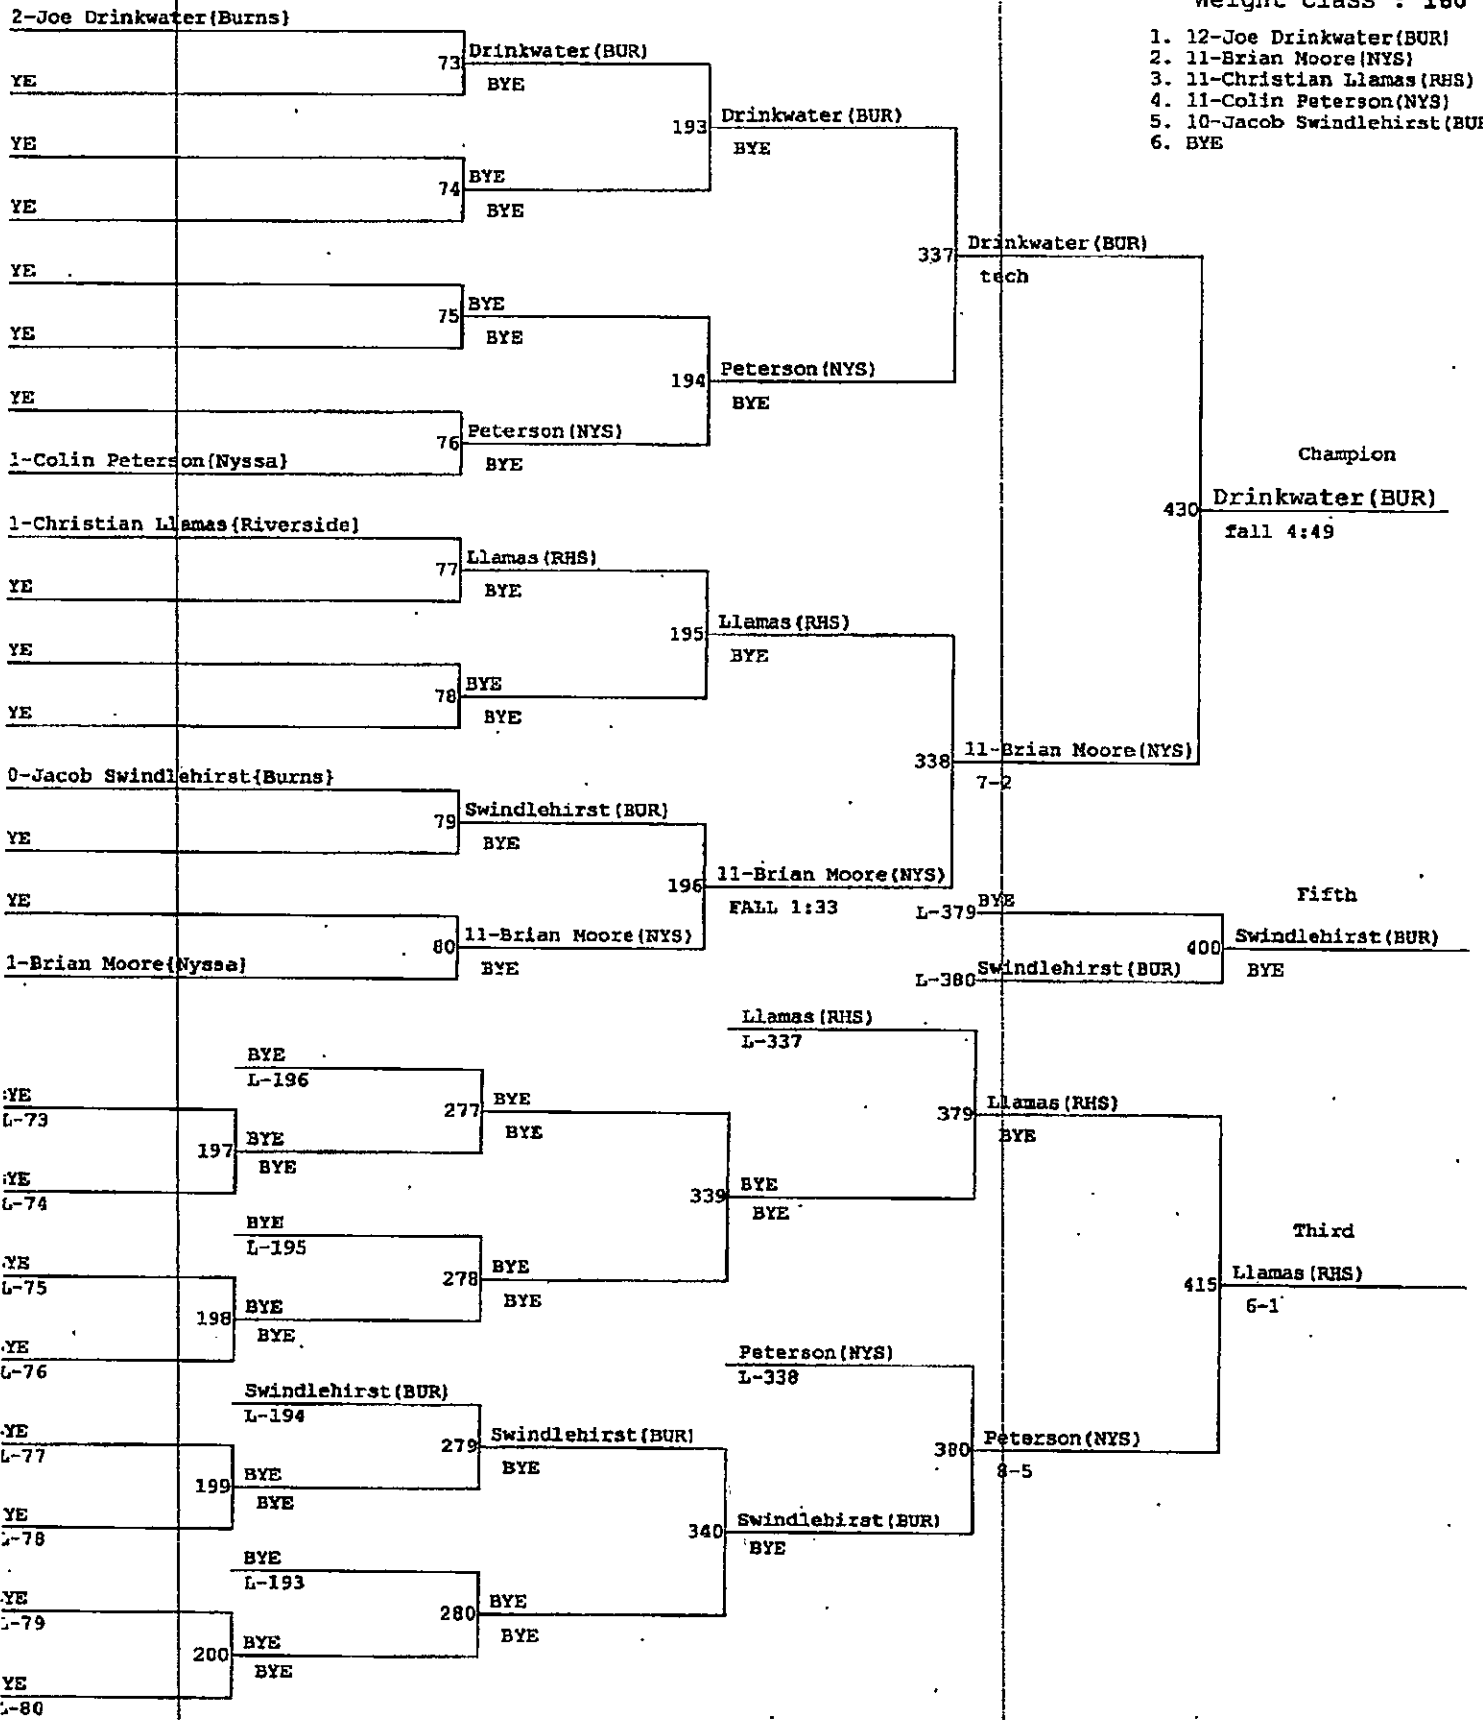 Weight Class : 160
1. 12-Joe Drinkwater(BUR)
2. 11-Brian Moore(NYS)
3. 11-Christian Llamas(RHS)
4. 11-Colin Peterson(NYS)
5. 10-Jacob Swindlehirst(BUR
6. BYE
2-Joe Drinkwater{Burns}
73 Drinkwater(BUR)
YE
BYE
193 Drinkwater(BUR)
BYE
YE
74 BYE
YE
BYE
337 Drinkwater(BUR)
tech
YE
75 BYE
YE
BYE
194 Peterson(NYS)
BYE
YE
76 Peterson(NYS)
1-Colin Peterson{Nyssa}
BYE
Champion
430 Drinkwater(BUR)
fall 4:49
1-Christian Llamas{Riverside}
77 Llamas(RHS)
YE
BYE
195 Llamas(RHS)
BYE
YE
78 BYE
YE
BYE
338 11-Brian Moore(NYS)
7-2
0-Jacob Swindlehirst{Burns}
79 Swindlehirst(BUR)
YE
BYE
196 11-Brian Moore(NYS)
FALL 1:33
YE
80 11-Brian Moore(NYS)
1-Brian Moore{Nyssa}
BYE
Fifth
L-379 BYE
400 Swindlehirst(BUR)
BYE
L-380 Swindlehirst(BUR)
Llamas(RHS)
L-337
BYE
L-196
277 BYE
BYE
YE
L-73
197 BYE
BYE
YE
L-74
379 Llamas(RHS)
BYE
339 BYE
BYE
BYE
L-195
278 BYE
BYE
YE
L-75
198 BYE
BYE
YE
L-76
Third
415 Llamas(RHS)
6-1
Peterson(NYS)
L-338
Swindlehirst(BUR)
L-194
279 Swindlehirst(BUR)
BYE
YE
L-77
199 BYE
BYE
YE
L-78
380 Peterson(NYS)
8-5
340 Swindlehirst(BUR)
BYE
BYE
L-193
280 BYE
BYE
YE
L-79
200 BYE
BYE
YE
L-80